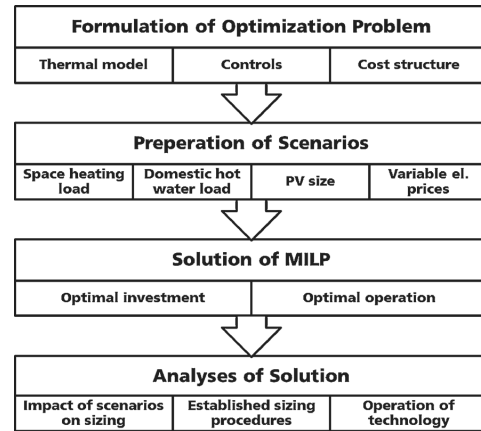 Formulation of Optimization Problem
Thermal model
Controls
Cost structure
Preperation of Scenarios
Space heating
load
Domestic hot
water load
PV size
Variable el.
prices
Solution of MILP
Optimal investment
Optimal operation
Analyses of Solution
Impact of scenarios
on sizing
Established sizing
procedures
Operation of
technology